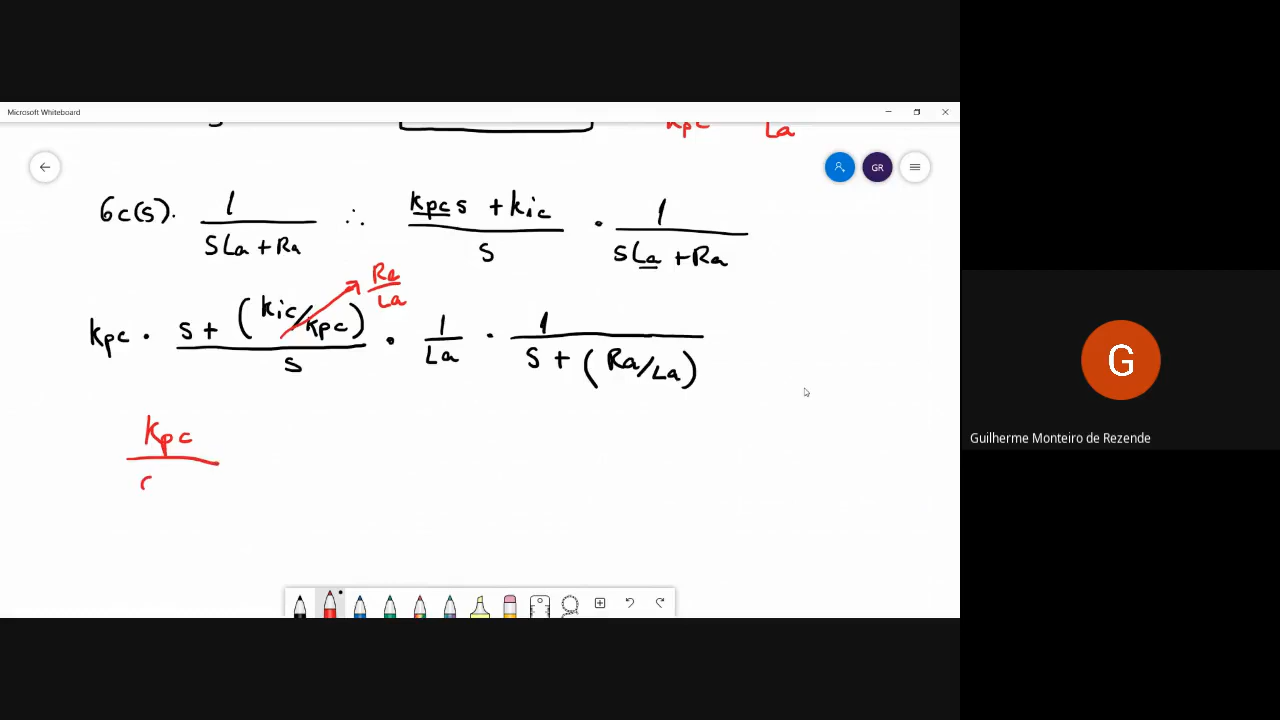 Microsoft Whiteboard
kpc La
GR
Gc(s). 1/(sLa + Ra) ∴ (kpc s + kic)/s · 1/(sLa + Ra)
Ra/La
kpc · (s + (kic/kpc))/s · 1/La · 1/(s + (Ra/La))
kpc
G
Guilherme Monteiro de Rezende